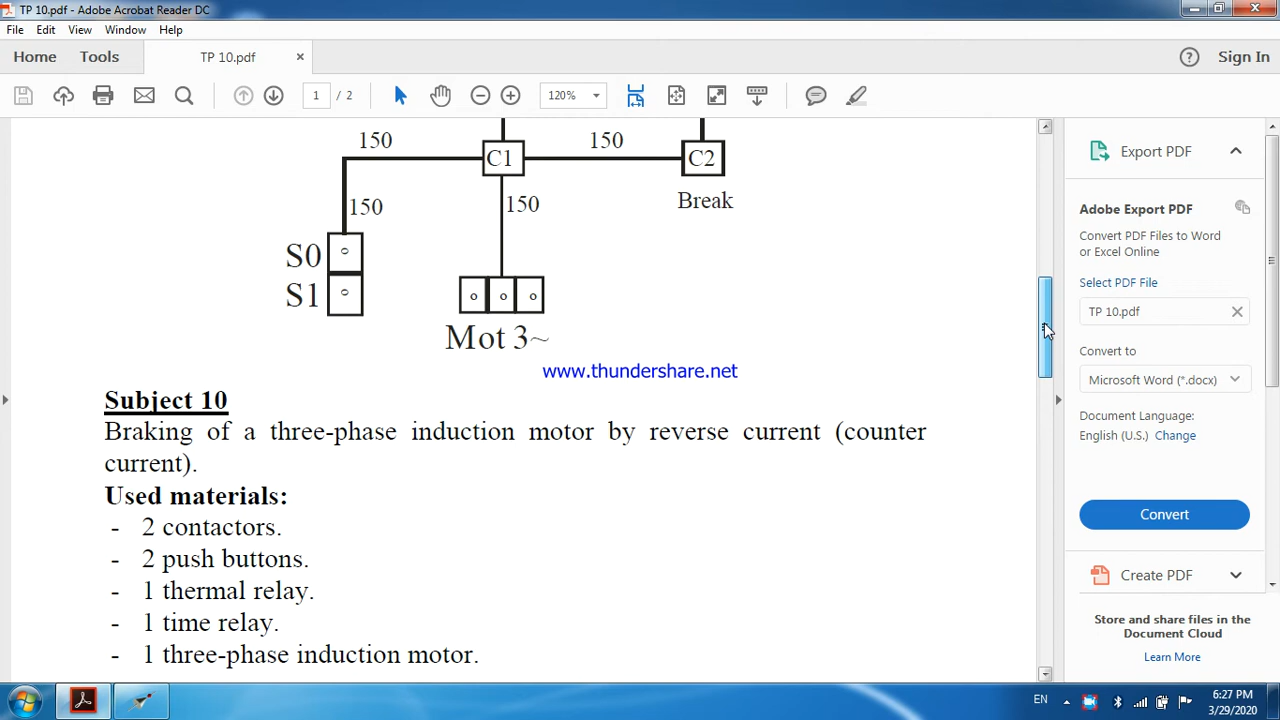 TP 10.pdf - Adobe Acrobat Reader DC
File Edit View Window Help
Home Tools TP 10.pdf × ? Sign In
1 / 2 120%
150 C1 150 C2
150 150 Break
S0
S1
Mot 3~
www.thundershare.net
Subject 10
Braking of a three-phase induction motor by reverse current (counter
current).
Used materials:
- 2 contactors.
- 2 push buttons.
- 1 thermal relay.
- 1 time relay.
- 1 three-phase induction motor.
Export PDF
Adobe Export PDF
Convert PDF Files to Word
or Excel Online
Select PDF File
TP 10.pdf
Convert to
Microsoft Word (*.docx)
Document Language:
English (U.S.) Change
Convert
Create PDF
Store and share files in the
Document Cloud
Learn More
EN 6:27 PM
3/29/2020